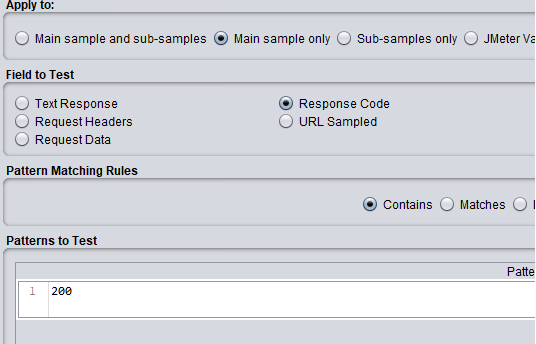 Apply to:
Main sample and sub-samples Main sample only Sub-samples only JMeter Va
Field to Test
Text Response Response Code
Request Headers URL Sampled
Request Data
Pattern Matching Rules
Contains Matches
Patterns to Test
Patte
1 200